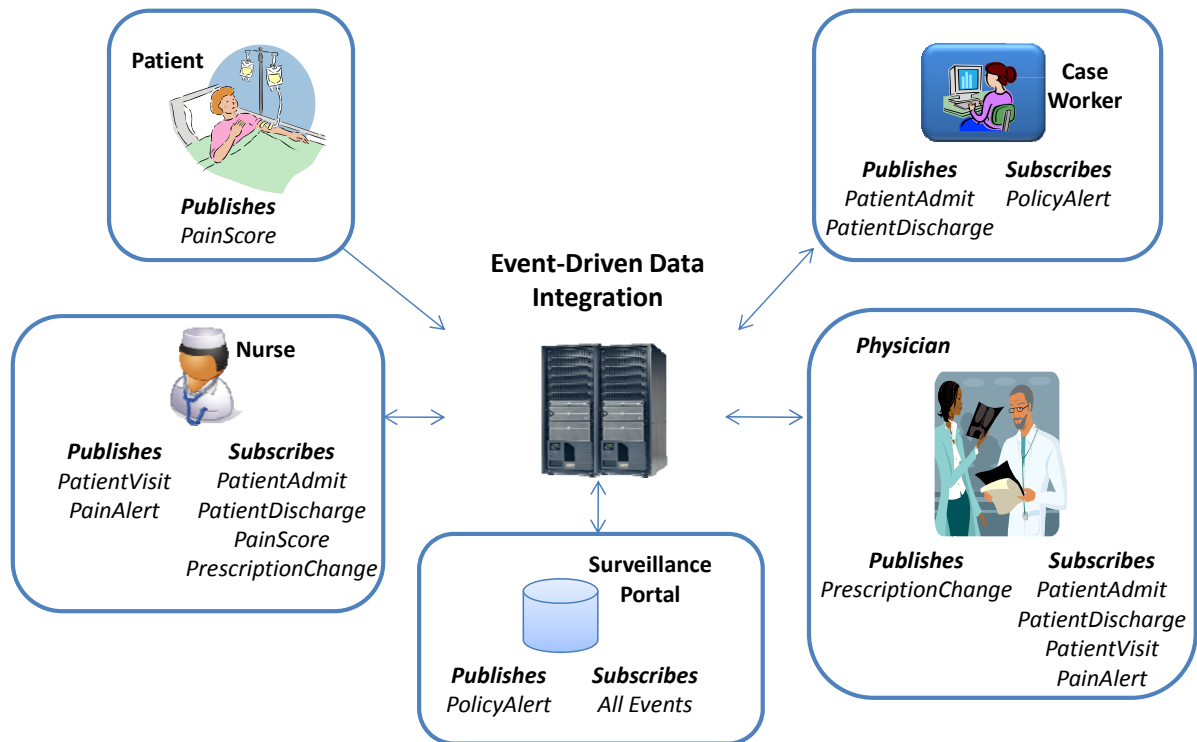 Patient
Publishes
PainScore
Case
Worker
Publishes
PatientAdmit
PatientDischarge
Subscribes
PolicyAlert
Event-Driven Data
Integration
Nurse
Publishes
PatientVisit
PainAlert
Subscribes
PatientAdmit
PatientDischarge
PainScore
PrescriptionChange
Physician
Publishes
PrescriptionChange
Subscribes
PatientAdmit
PatientDischarge
PatientVisit
PainAlert
Surveillance
Portal
Publishes
PolicyAlert
Subscribes
All Events